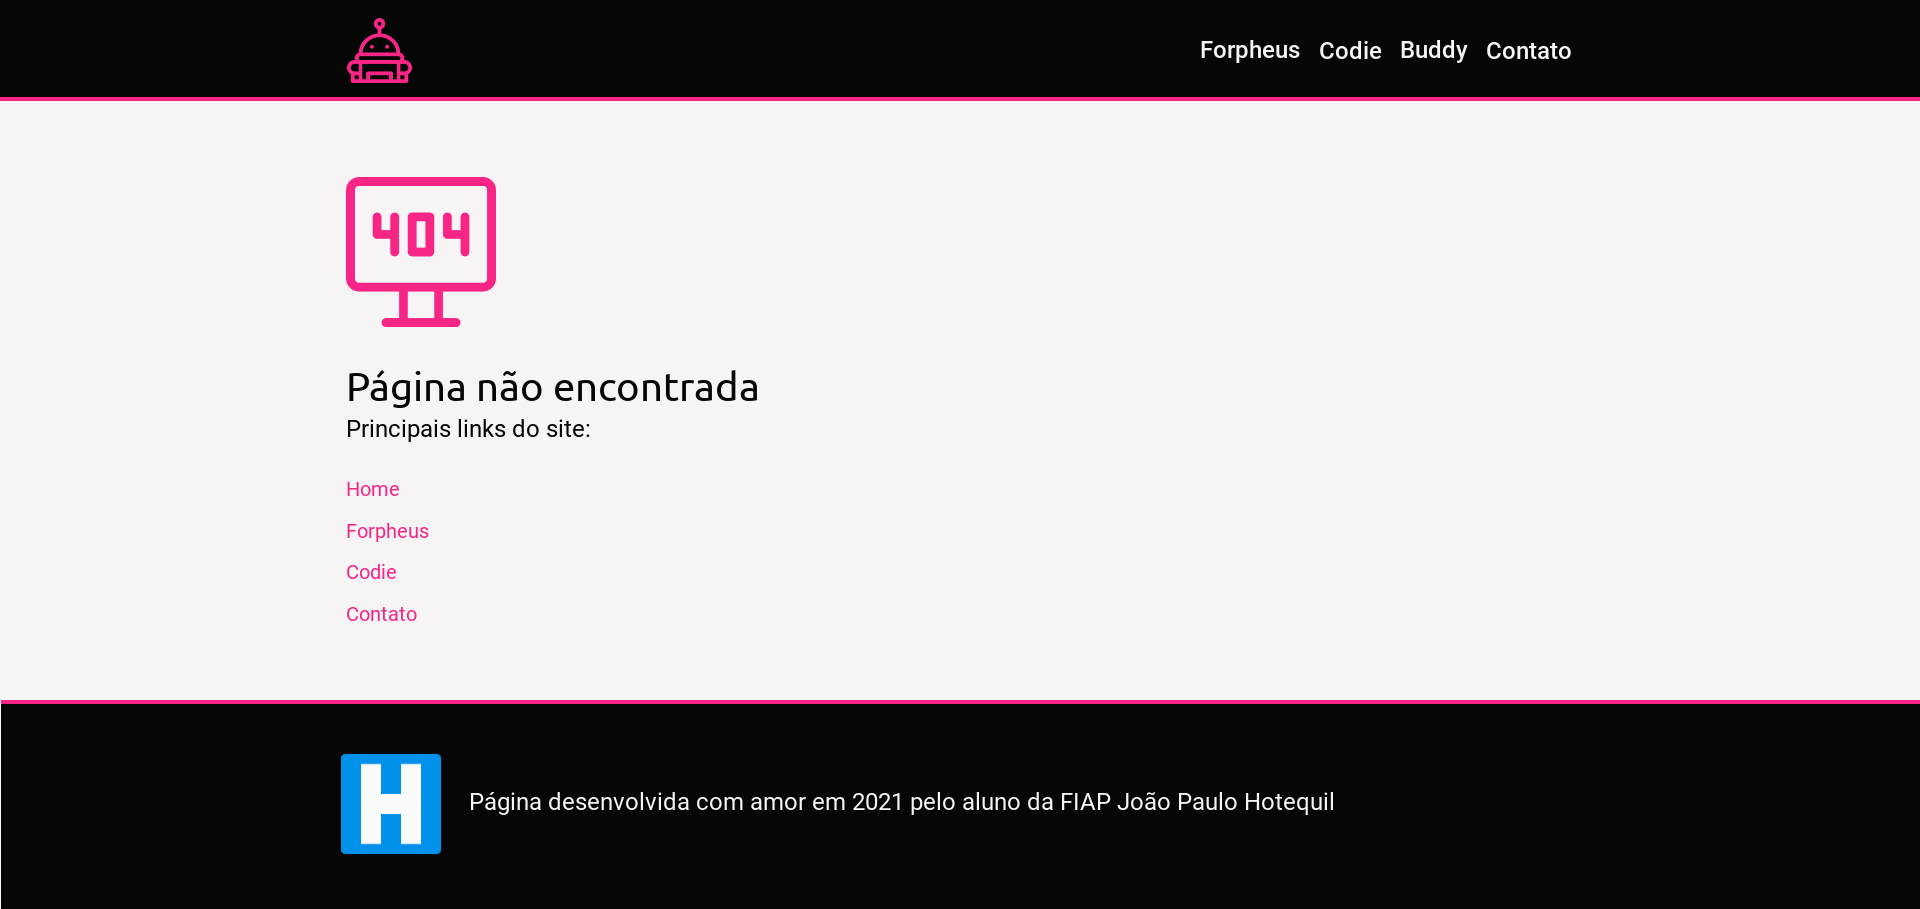 Forpheus Codie Buddy Contato
404
Página não encontrada
Principais links do site:
Home
Forpheus
Codie
Contato
H
Página desenvolvida com amor em 2021 pelo aluno da FIAP João Paulo Hotequil